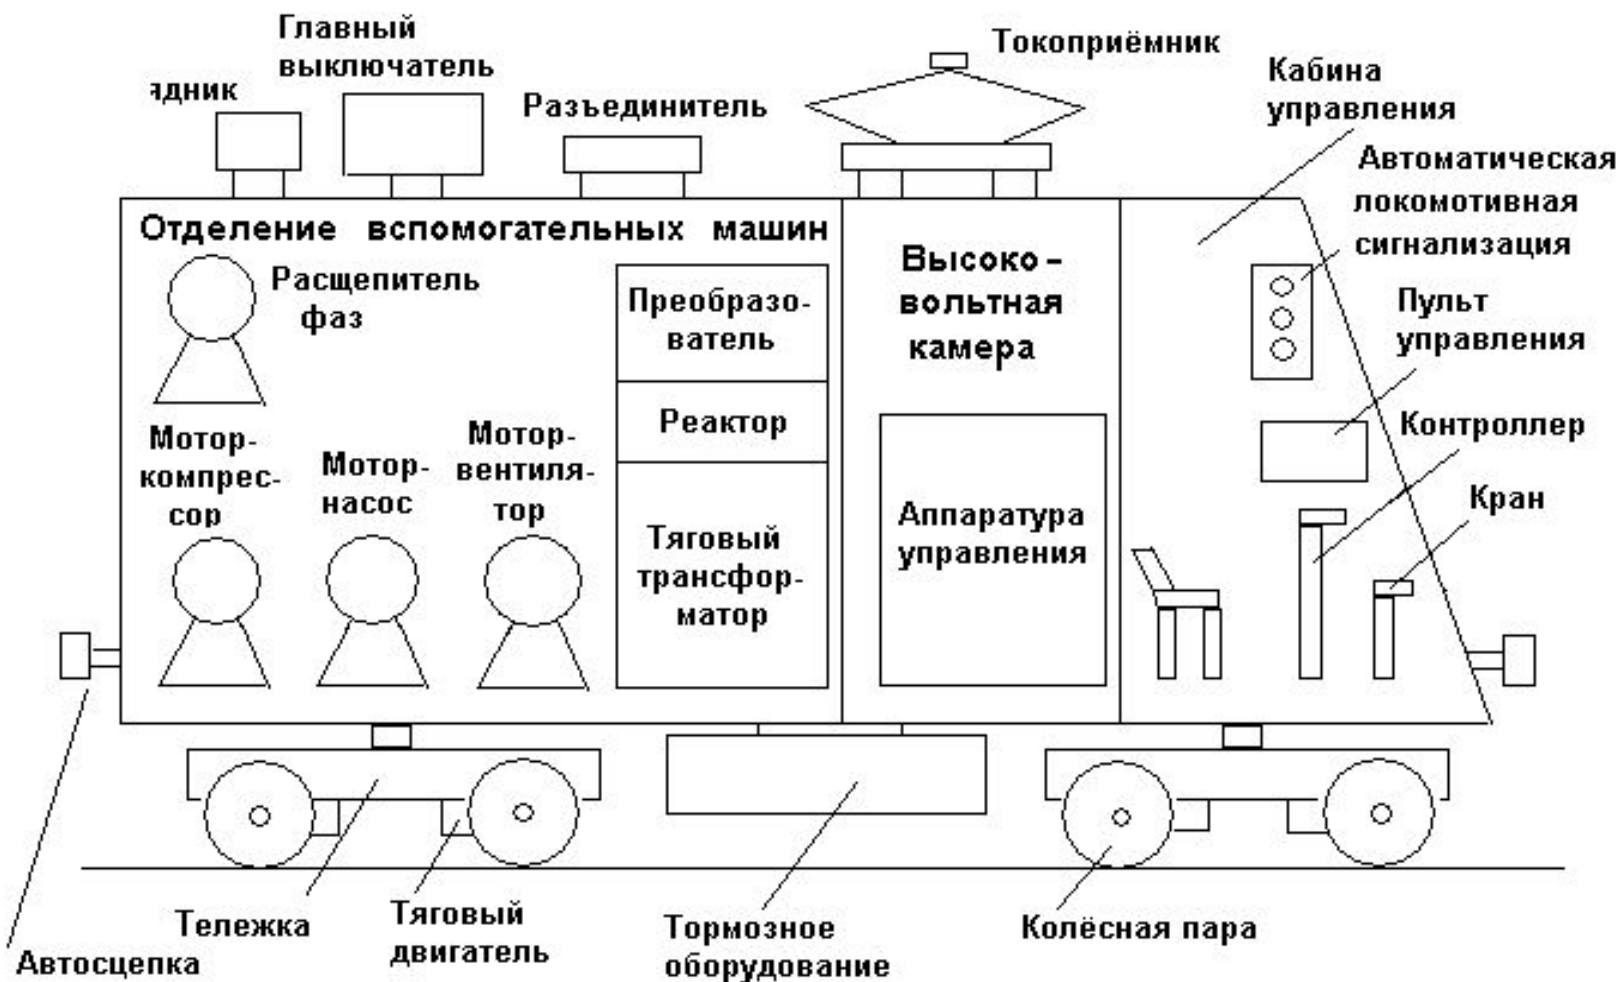 Главный
выключатель
Разъединитель
Токоприёмник
Кабина
управления
Автоматическая
локомотивная
сигнализация
Пульт
управления
Контроллер
Кран
Отделение вспомогательных машин
Расщепитель
фаз
Мотор-
компрес-
сор
Мотор-
насос
Мотор-
вентиля-
тор
Преобразо-
ватель
Реактор
Тяговый
трансфор-
матор
Высоко-
вольтная
камера
Аппаратура
управления
Автосцепка
Тележка
Тяговый
двигатель
Тормозное
оборудование
Колёсная пара